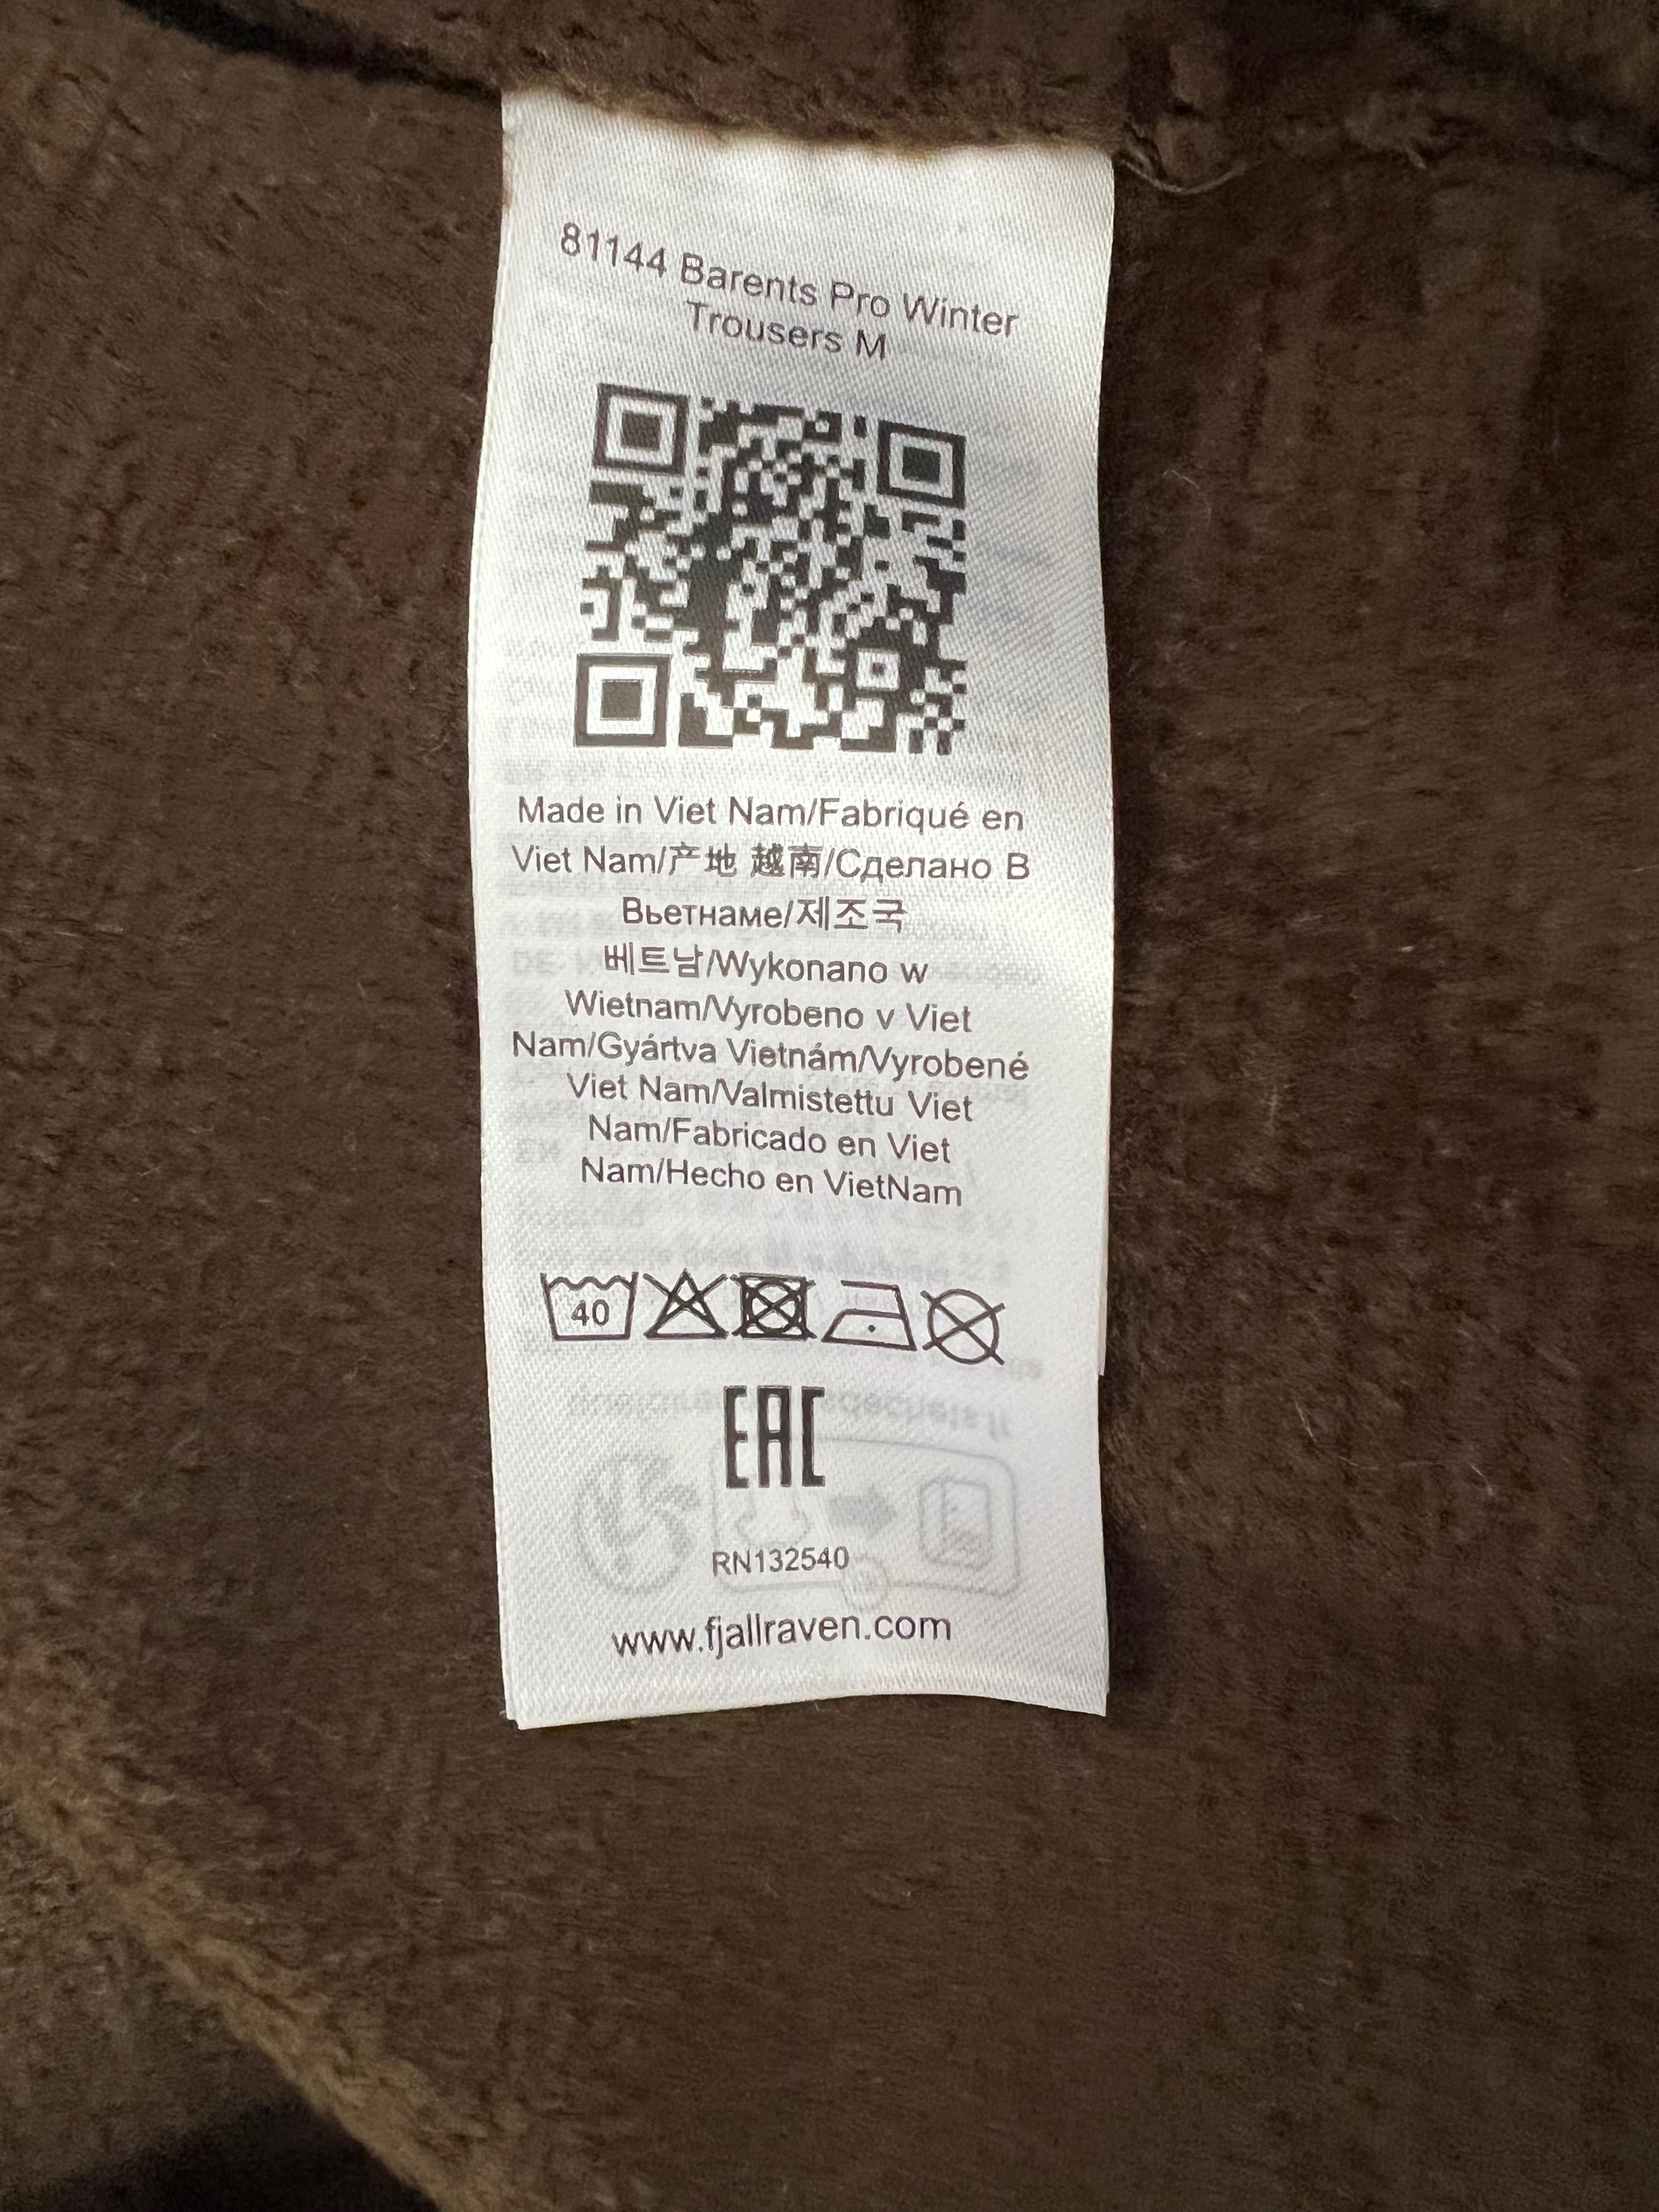 81144 Barents Pro Winter
Trousers M
Made in Viet Nam/Fabriqué en
Viet Nam/产地 越南/Сделано В
Вьетнаме/제조국
베트남/Wykonano w
Wietnam/Vyrobeno v Viet
Nam/Gyártva Vietnám/Vyrobené
Viet Nam/Valmistettu Viet
Nam/Fabricado en Viet
Nam/Hecho en VietNam
40
EAC
RN132540
www.fjallraven.com